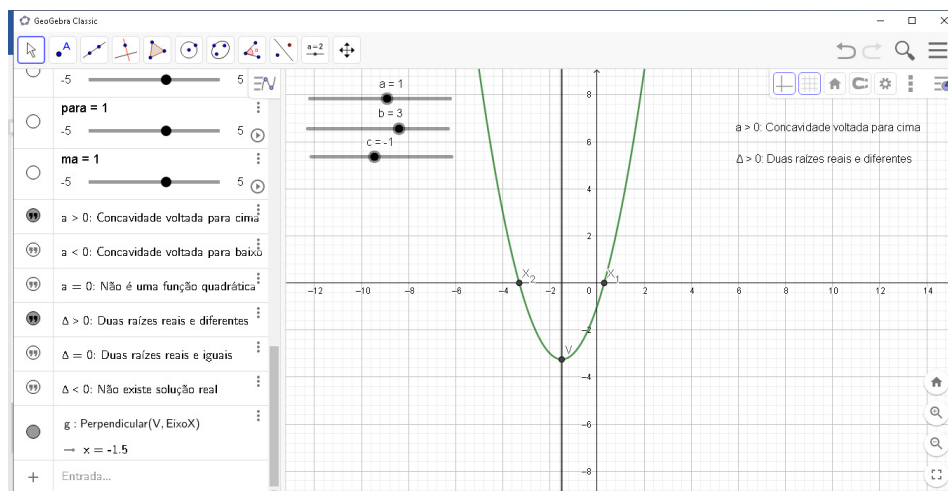 GeoGebra Classic
a=2
-5 5
para = 1
-5 5
ma = 1
-5 5
a > 0: Concavidade voltada para cima
a < 0: Concavidade voltada para baixo
a = 0: Não é uma função quadrática
Δ > 0: Duas raízes reais e diferentes
Δ = 0: Duas raízes reais e iguais
Δ < 0: Não existe solução real
g : Perpendicular(V, EixoX)
→ x = -1.5
+ Entrada...
a = 1
b = 3
c = -1
a > 0: Concavidade voltada para cima
Δ > 0: Duas raízes reais e diferentes
8
6
4
2
X₂ X₁
−12 −10 −8 −6 −4 −2 0 2 4 6 8 10 12 14
−2
V
−4
−6
−8